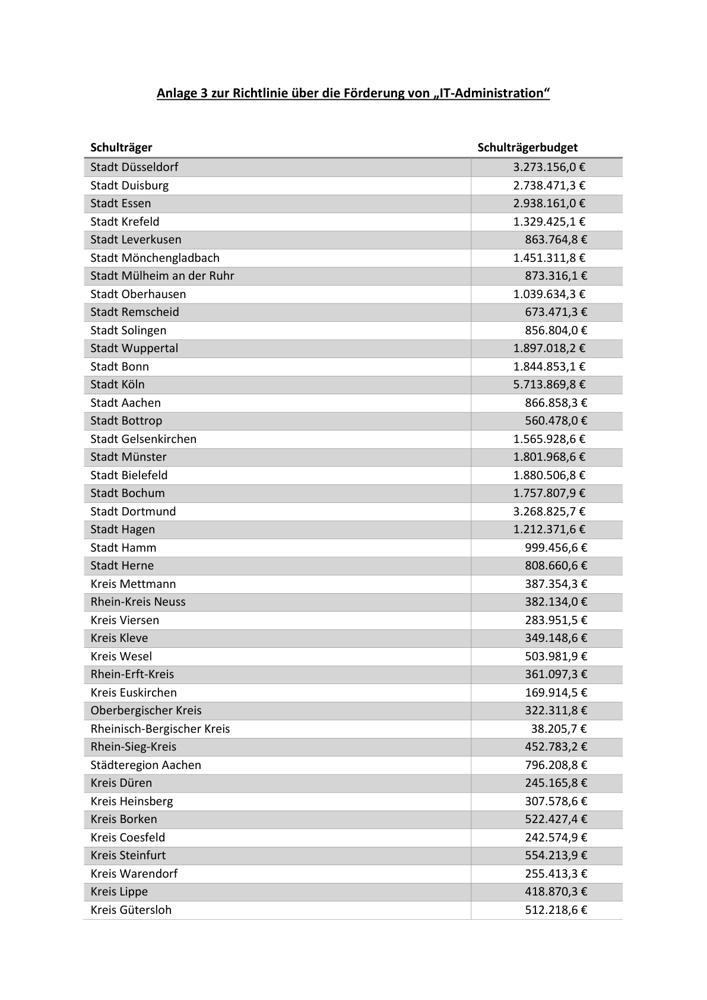 Anlage 3 zur Richtlinie über die Förderung von „IT-Administration“
Schulträger Schulträgerbudget
Stadt Düsseldorf 3.273.156,0 €
Stadt Duisburg 2.738.471,3 €
Stadt Essen 2.938.161,0 €
Stadt Krefeld 1.329.425,1 €
Stadt Leverkusen 863.764,8 €
Stadt Mönchengladbach 1.451.311,8 €
Stadt Mülheim an der Ruhr 873.316,1 €
Stadt Oberhausen 1.039.634,3 €
Stadt Remscheid 673.471,3 €
Stadt Solingen 856.804,0 €
Stadt Wuppertal 1.897.018,2 €
Stadt Bonn 1.844.853,1 €
Stadt Köln 5.713.869,8 €
Stadt Aachen 866.858,3 €
Stadt Bottrop 560.478,0 €
Stadt Gelsenkirchen 1.565.928,6 €
Stadt Münster 1.801.968,6 €
Stadt Bielefeld 1.880.506,8 €
Stadt Bochum 1.757.807,9 €
Stadt Dortmund 3.268.825,7 €
Stadt Hagen 1.212.371,6 €
Stadt Hamm 999.456,6 €
Stadt Herne 808.660,6 €
Kreis Mettmann 387.354,3 €
Rhein-Kreis Neuss 382.134,0 €
Kreis Viersen 283.951,5 €
Kreis Kleve 349.148,6 €
Kreis Wesel 503.981,9 €
Rhein-Erft-Kreis 361.097,3 €
Kreis Euskirchen 169.914,5 €
Oberbergischer Kreis 322.311,8 €
Rheinisch-Bergischer Kreis 38.205,7 €
Rhein-Sieg-Kreis 452.783,2 €
Städteregion Aachen 796.208,8 €
Kreis Düren 245.165,8 €
Kreis Heinsberg 307.578,6 €
Kreis Borken 522.427,4 €
Kreis Coesfeld 242.574,9 €
Kreis Steinfurt 554.213,9 €
Kreis Warendorf 255.413,3 €
Kreis Lippe 418.870,3 €
Kreis Gütersloh 512.218,6 €